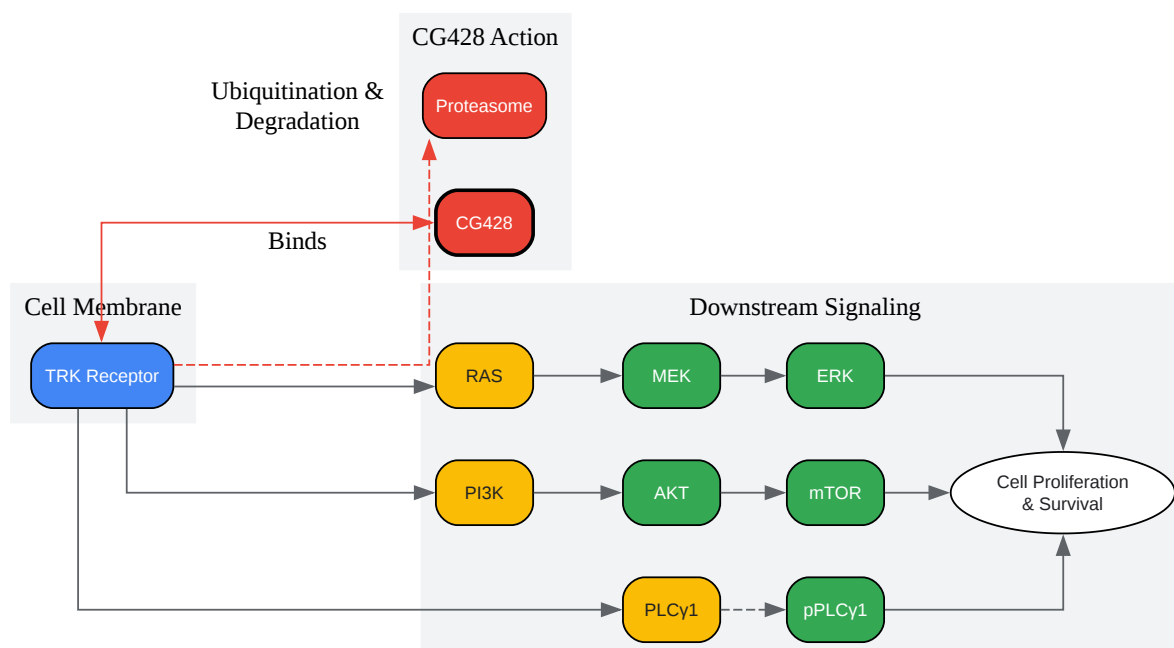 CG428 Action
Ubiquitination &
Degradation
Proteasome
CG428
Binds
Cell Membrane
Downstream Signaling
TRK Receptor
RAS
MEK
ERK
PI3K
AKT
mTOR
Cell Proliferation
& Survival
PLCγ1
pPLCγ1